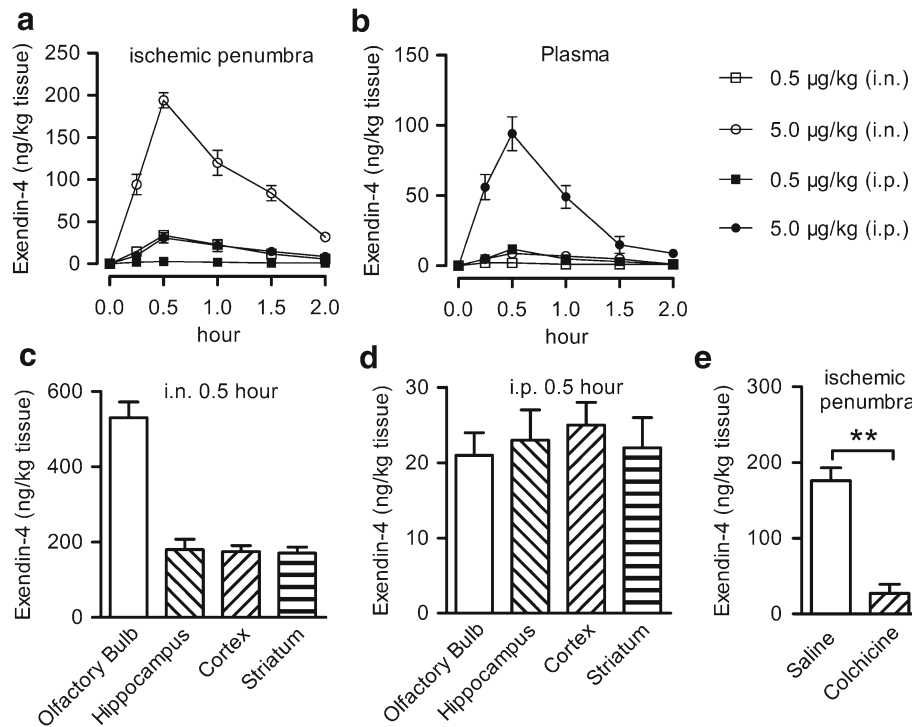 a
ischemic penumbra
Exendin-4 (ng/kg tissue)
250
200
150
100
50
0
0.0 0.5 1.0 1.5 2.0
hour
b
Plasma
Exendin-4 (ng/kg tissue)
150
100
50
0
0.0 0.5 1.0 1.5 2.0
hour
0.5 µg/kg (i.n.)
5.0 µg/kg (i.n.)
0.5 µg/kg (i.p.)
5.0 µg/kg (i.p.)
c
i.n. 0.5 hour
Exendin-4 (ng/kg tissue)
600
400
200
0
Olfactory Bulb
Hippocampus
Cortex
Striatum
d
i.p. 0.5 hour
Exendin-4 (ng/kg tissue)
30
20
10
0
Olfactory Bulb
Hippocampus
Cortex
Striatum
e
ischemic
penumbra
**
Exendin-4 (ng/kg tissue)
300
200
100
0
Saline
Colchicine